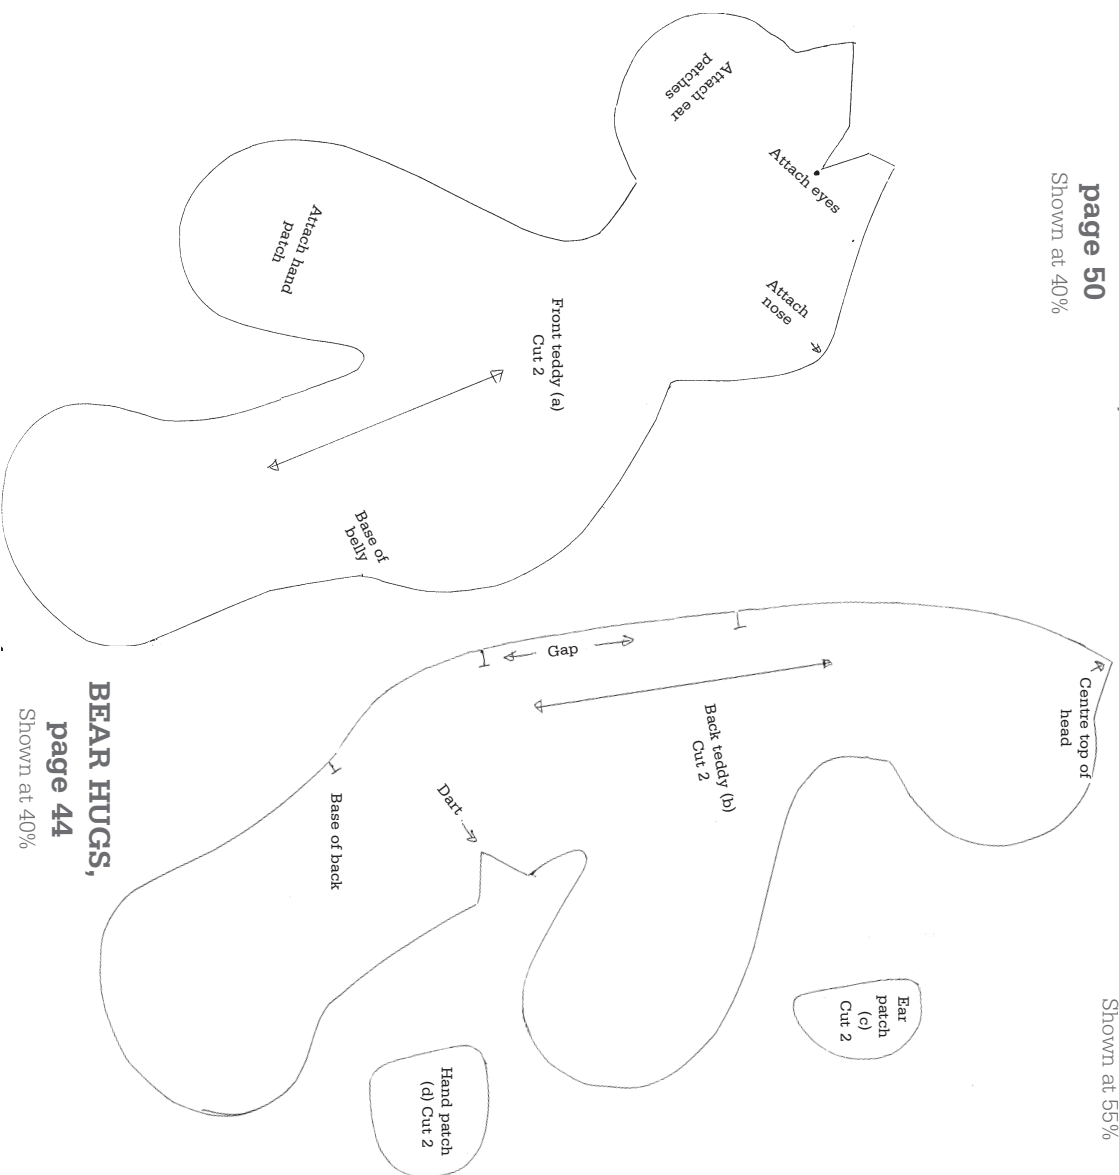 page 50
Shown at 40%
Attach ear
patches
Attach eyes
Attach
nose
Attach hand
patch
Front teddy (a)
Cut 2
Base of
belly
Shown at 55%
Centre top of
head
Gap
Back teddy (b)
Cut 2
Dart
Base of back
Ear
patch
(c)
Cut 2
Hand patch
(d) Cut 2
BEAR HUGS,
page 44
Shown at 40%